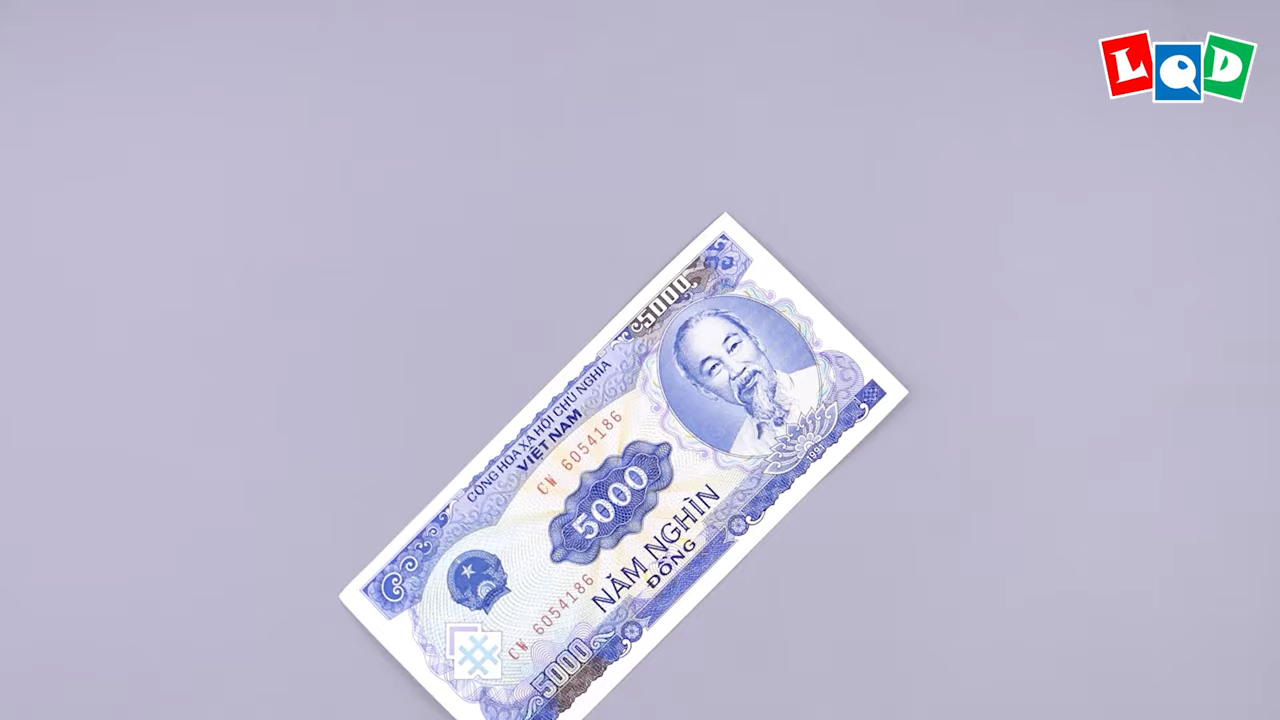 LQD
5000
CỘNG HÒA XÃ HỘI CHỦ NGHĨA
VIỆT NAM
CW 6054186
5000
NĂM NGHÌN
ĐỒNG
1991
CW 6054186
5000